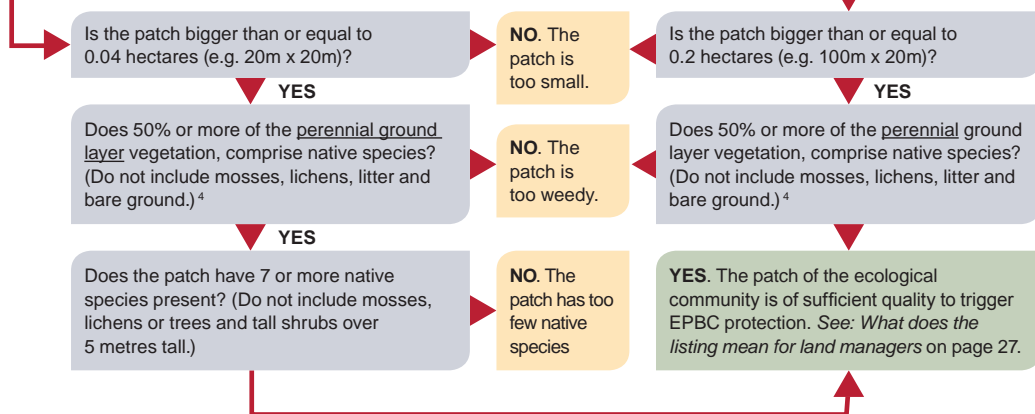 Is the patch bigger than or equal to
0.04 hectares (e.g. 20m x 20m)?
NO. The
patch is
too small.
Is the patch bigger than or equal to
0.2 hectares (e.g. 100m x 20m)?
YES
YES
Does 50% or more of the perennial ground
layer vegetation, comprise native species?
(Do not include mosses, lichens, litter and
bare ground.) 4
NO. The
patch is
too weedy.
Does 50% or more of the perennial ground
layer vegetation, comprise native species?
(Do not include mosses, lichens, litter and
bare ground.) 4
YES
Does the patch have 7 or more native
species present? (Do not include mosses,
lichens or trees and tall shrubs over
5 metres tall.)
NO. The
patch has too
few native
species
YES. The patch of the ecological
community is of sufficient quality to trigger
EPBC protection. See: What does the
listing mean for land managers on page 27.